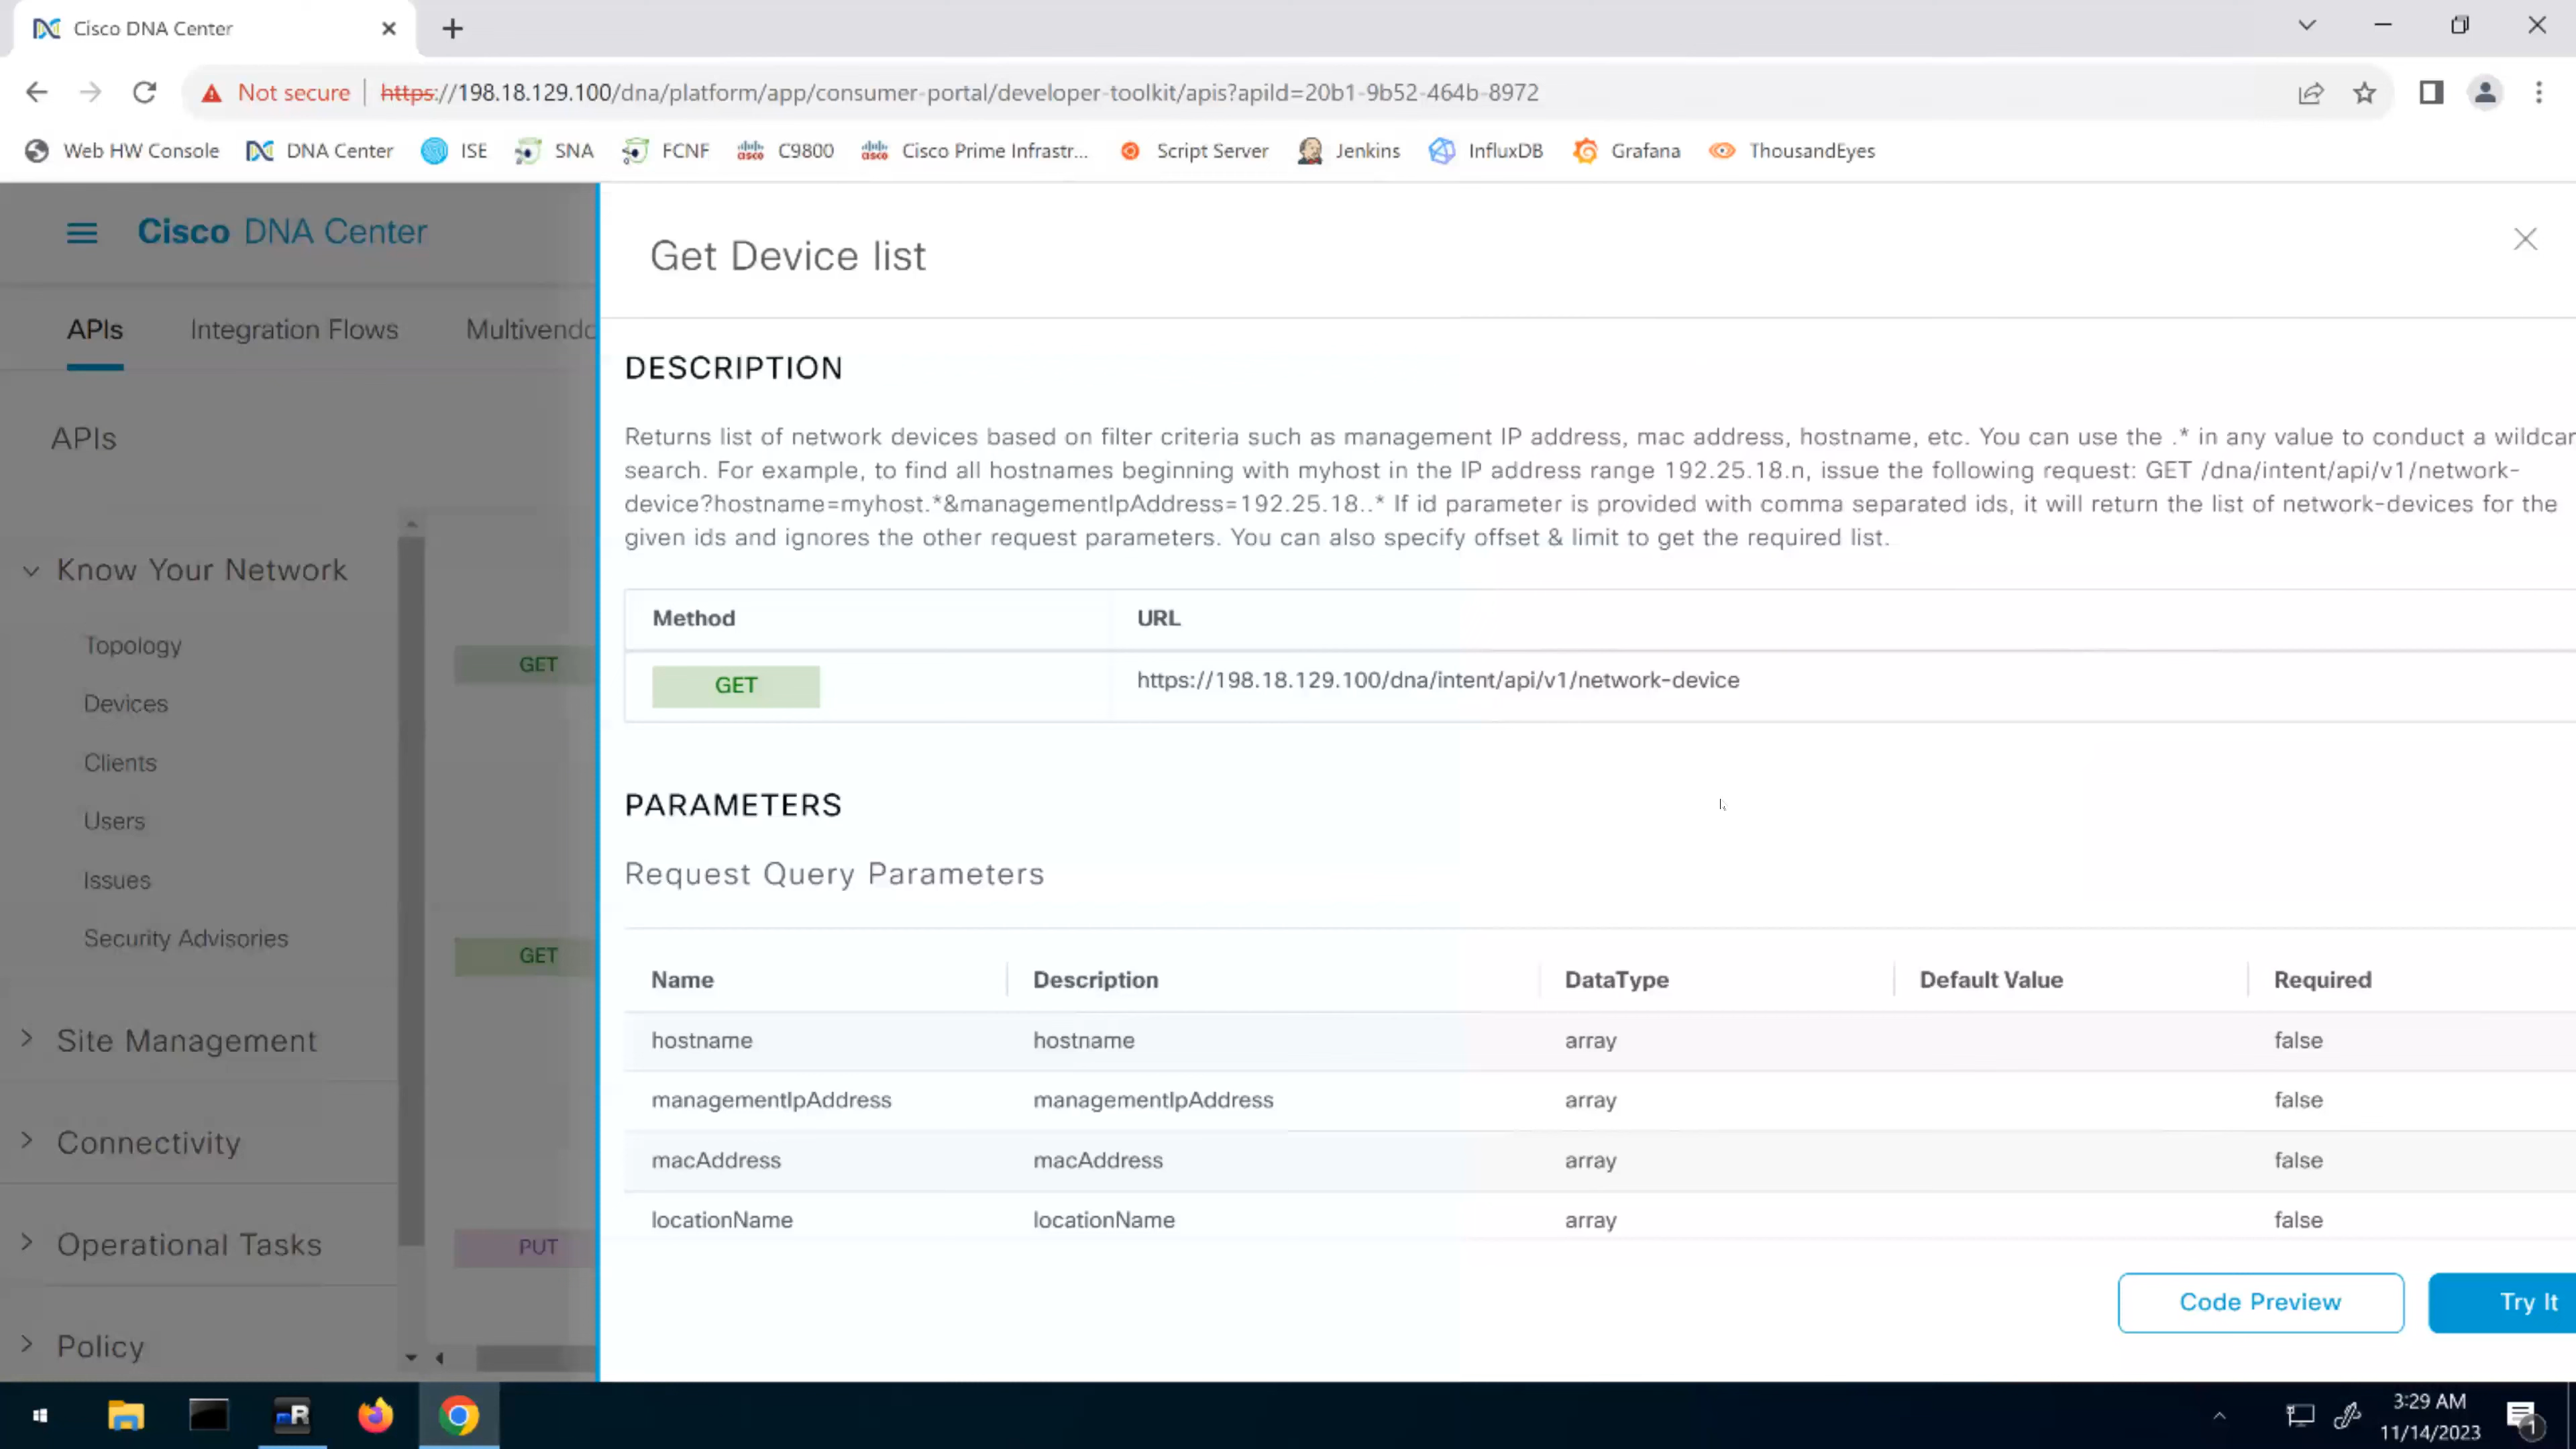 Cisco DNA Center
Not secure | https://198.18.129.100/dna/platform/app/consumer-portal/developer-toolkit/apis?apiId=20b1-9b52-464b-8972
Web HW Console DNA Center ISE SNA FCNF C9800 Cisco Prime Infrastr... Script Server Jenkins InfluxDB Grafana ThousandEyes
Cisco DNA Center
APIs Integration Flows Multivendo
APIs
Know Your Network
Topology
Devices
Clients
Users
Issues
Security Advisories
Site Management
Connectivity
Operational Tasks
Policy
GET
GET
PUT
Get Device list
DESCRIPTION
Returns list of network devices based on filter criteria such as management IP address, mac address, hostname, etc. You can use the .* in any value to conduct a wildcar
search. For example, to find all hostnames beginning with myhost in the IP address range 192.25.18.n, issue the following request: GET /dna/intent/api/v1/network-
device?hostname=myhost.*&managementIpAddress=192.25.18..* If id parameter is provided with comma separated ids, it will return the list of network-devices for the
given ids and ignores the other request parameters. You can also specify offset & limit to get the required list.
Method URL
GET https://198.18.129.100/dna/intent/api/v1/network-device
PARAMETERS
Request Query Parameters
Name Description DataType Default Value Required
hostname hostname array false
managementIpAddress managementIpAddress array false
macAddress macAddress array false
locationName locationName array false
Code Preview Try It
3:29 AM
11/14/2023
1